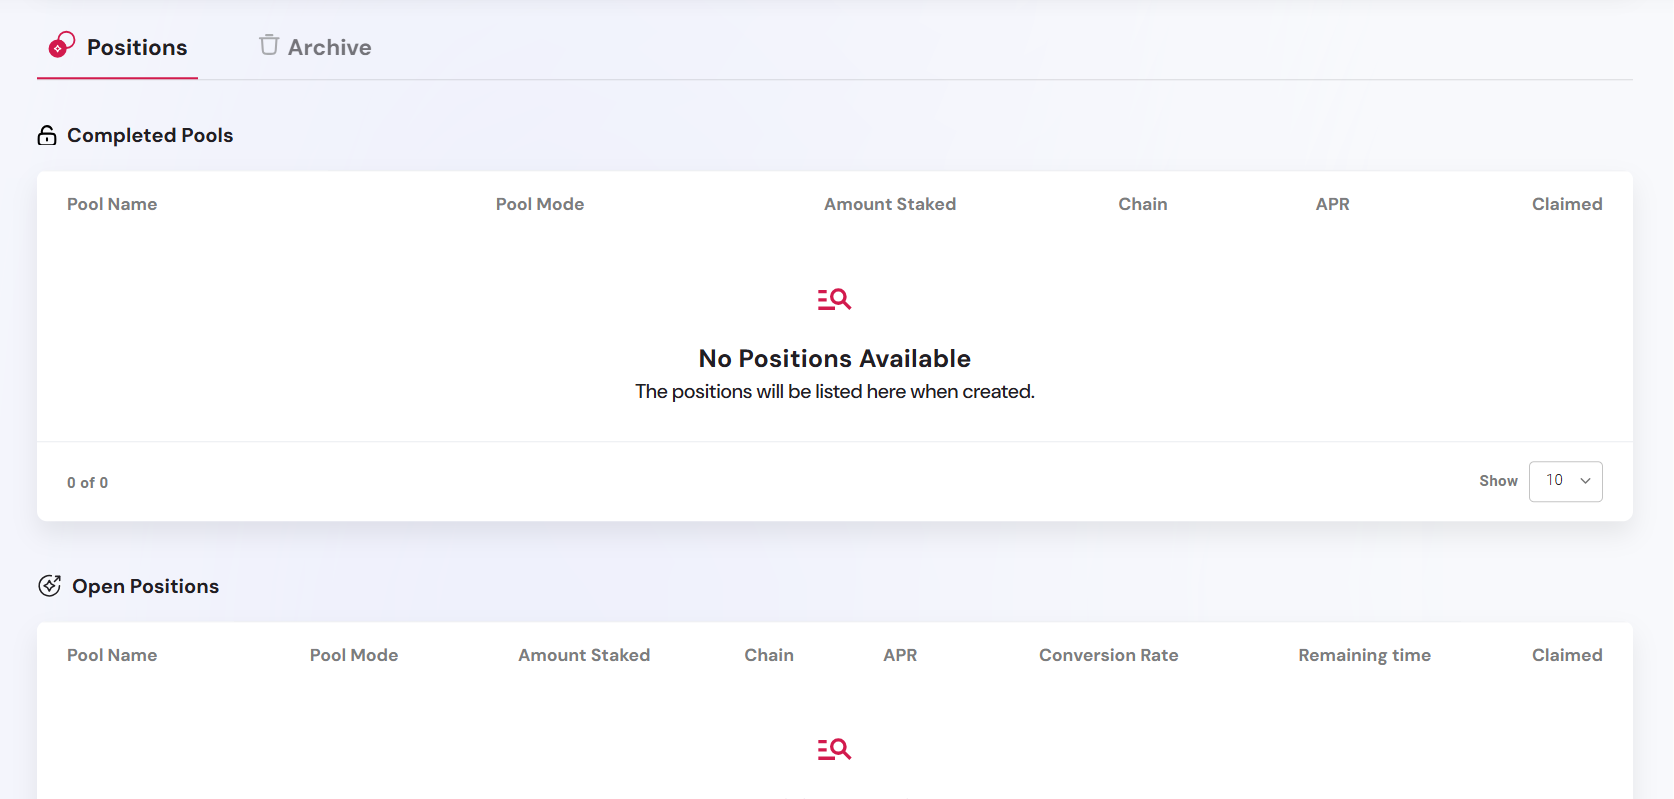 Positions Archive
Completed Pools
Pool Name Pool Mode Amount Staked Chain APR Claimed
No Positions Available
The positions will be listed here when created.
0 of 0 Show 10
Open Positions
Pool Name Pool Mode Amount Staked Chain APR Conversion Rate Remaining time Claimed